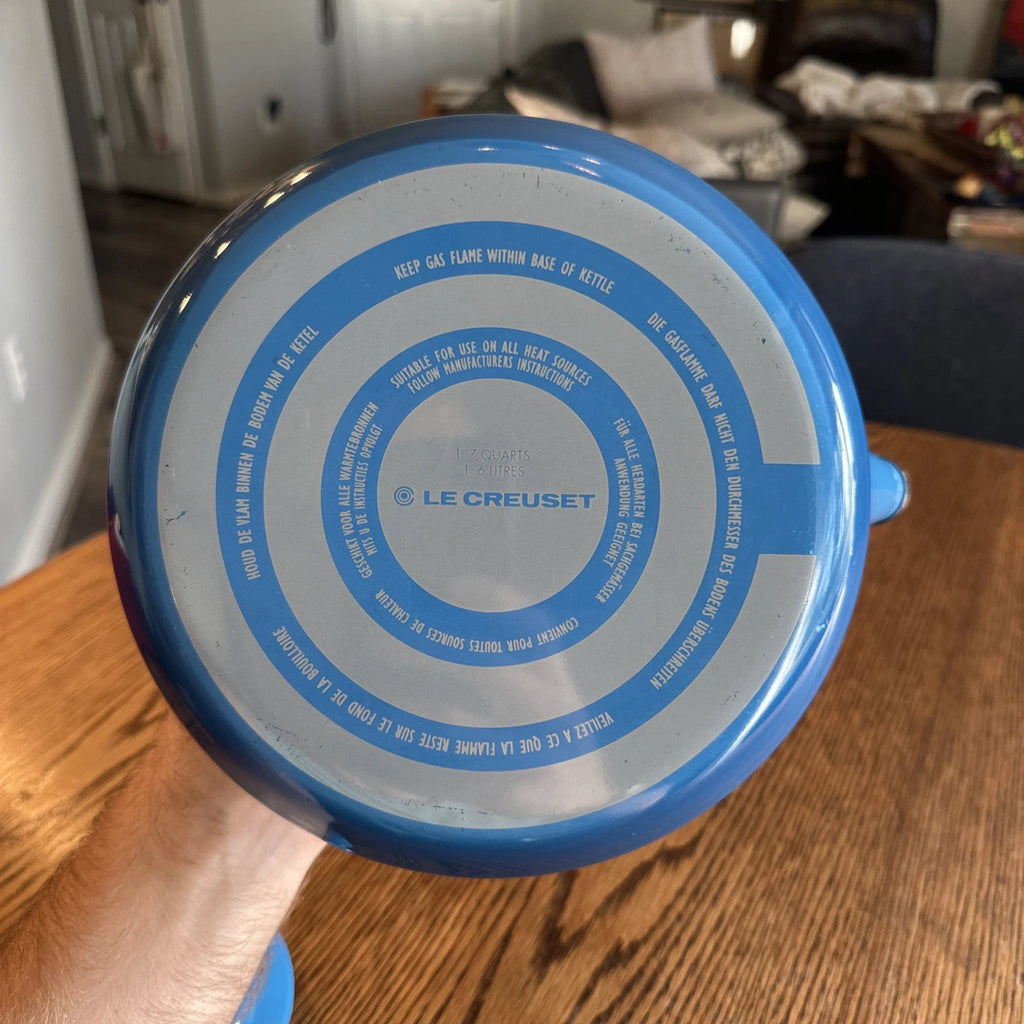 KEEP GAS FLAME WITHIN BASE OF KETTLE
DIE GASFLAMME DARF NICHT DEN DURCHMESSER DES BODENS ÜBERSCHREITEN
VEILLEZ A CE QUE LA FLAMME RESTE SUR LE FOND DE LA BOUILLOIRE
HOUD DE VLAM BINNEN DE BODEM VAN DE KETEL
SUITABLE FOR USE ON ALL HEAT SOURCES
FOLLOW MANUFACTURERS INSTRUCTIONS
FÜR ALLE HERDARTEN BEI SACHGEMÄSSER
ANWENDUNG GEEIGNET
CONVIENT POUR TOUTES SOURCES DE CHALEUR
GESCHIKT VOOR ALLE WARMTEBRONNEN
MITS U DE INSTRUCTIES OPVOLGT
1.7 QUARTS
1.6 LITRES
LE CREUSET